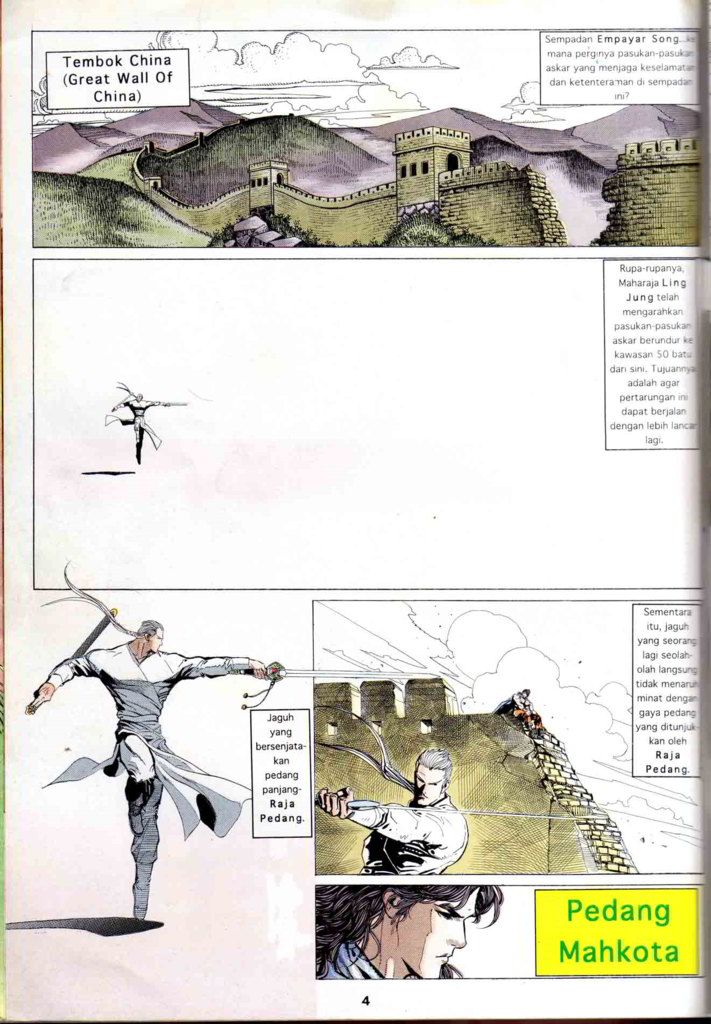 Tembok China
(Great Wall Of
China)
Sempadan Empayar Song...ke
mana perginya pasukan-pasukan
askar yang menjaga keselamatan
dan ketenteraman di sempadan
ini?
Rupa-rupanya,
Maharaja Ling
Jung telah
mengarahkan
pasukan-pasukan
askar berundur ke
kawasan 50 batu
dari sini. Tujuannya
adalah agar
pertarungan ini
dapat berjalan
dengan lebih lancar
lagi.
Jaguh
yang
bersenjata-
kan
pedang
panjang-
Raja
Pedang.
Sementara
itu, jaguh
yang seorang
lagi seolah-
olah langsung
tidak menaruh
minat dengan
gaya pedang
yang ditunjuk-
kan oleh
Raja
Pedang.
Pedang
Mahkota
4